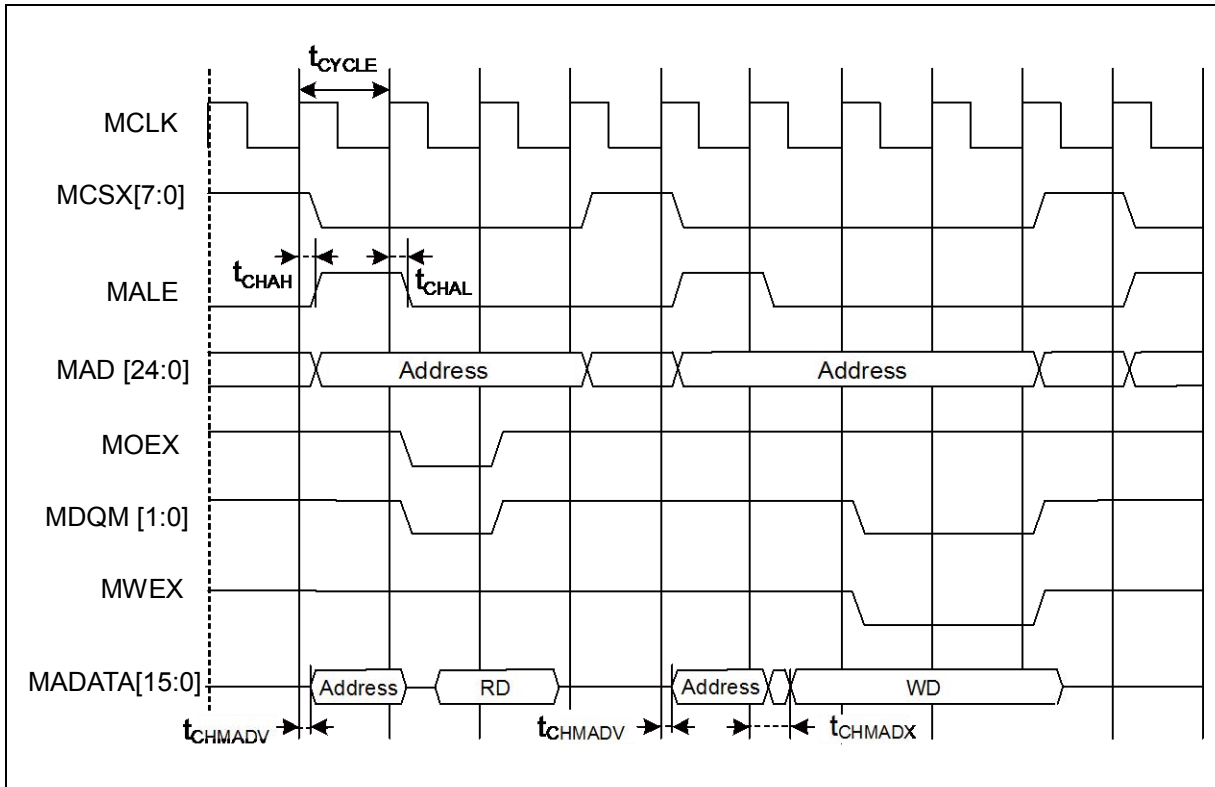 tCYCLE
MCLK
MCSX[7:0]
tCHAH
tCHAL
MALE
MAD [24:0] Address Address
MOEX
MDQM [1:0]
MWEX
MADATA[15:0] Address RD Address WD
tCHMADV tCHMADV tCHMADX